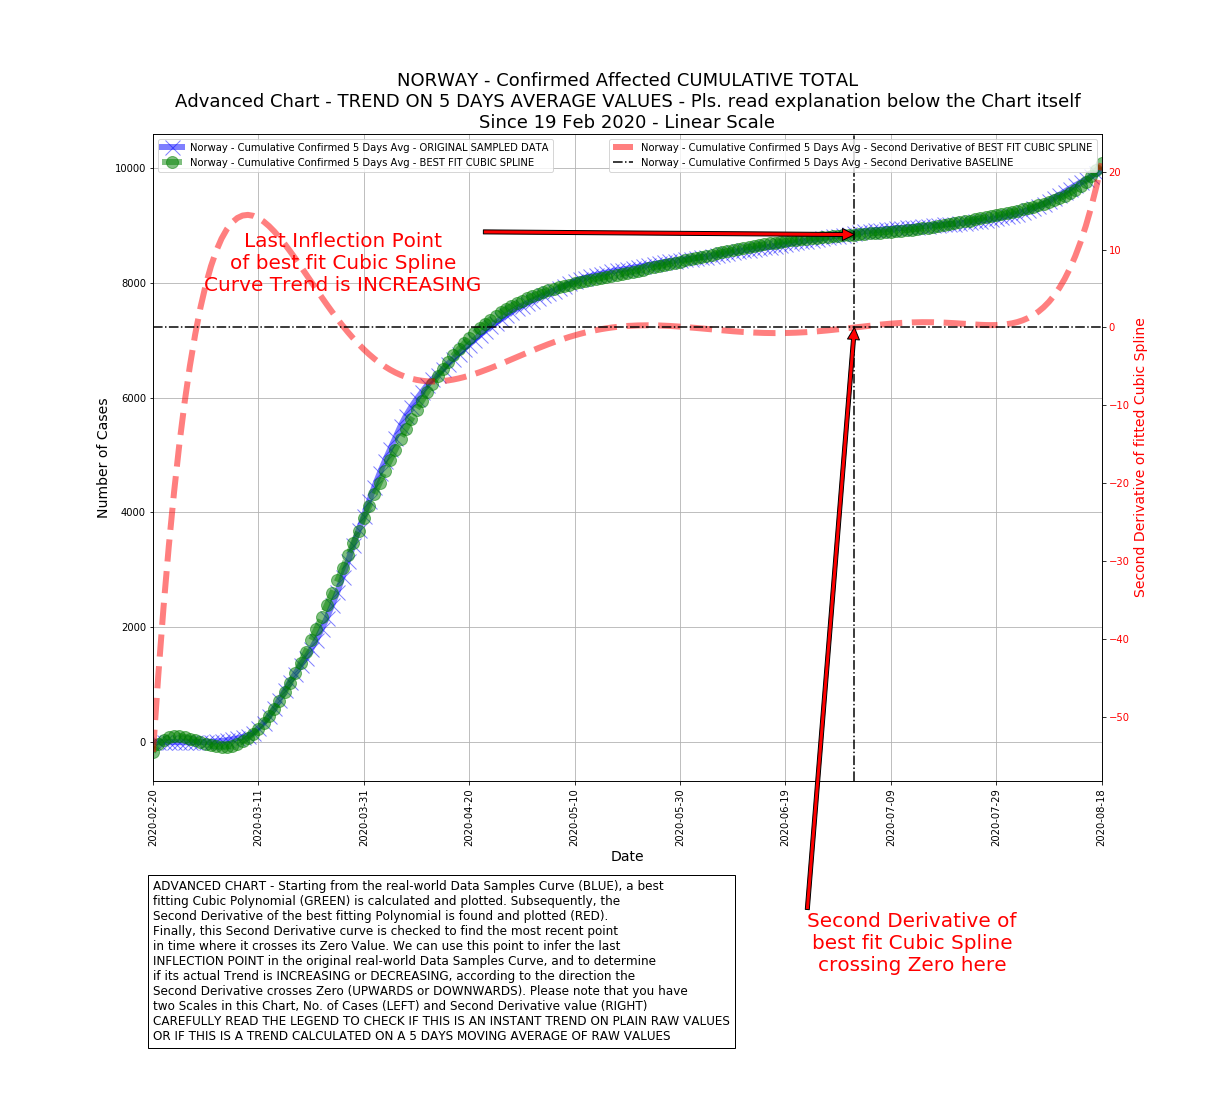 NORWAY - Confirmed Affected CUMULATIVE TOTAL
Advanced Chart - TREND ON 5 DAYS AVERAGE VALUES - Pls. read explanation below the Chart itself
Since 19 Feb 2020 - Linear Scale
Norway - Cumulative Confirmed 5 Days Avg - ORIGINAL SAMPLED DATA
Norway - Cumulative Confirmed 5 Days Avg - BEST FIT CUBIC SPLINE
Norway - Cumulative Confirmed 5 Days Avg - Second Derivative of BEST FIT CUBIC SPLINE
Norway - Cumulative Confirmed 5 Days Avg - Second Derivative BASELINE
Last Inflection Point
of best fit Cubic Spline
Curve Trend is INCREASING
Number of Cases
10000
8000
6000
4000
2000
0
20
10
0
−10
−20
−30
−40
−50
Second Derivative of fitted Cubic Spline
2020-02-20
2020-03-11
2020-03-31
2020-04-20
2020-05-10
2020-05-30
2020-06-19
2020-07-09
2020-07-29
2020-08-18
Date
Second Derivative of
best fit Cubic Spline
crossing Zero here
ADVANCED CHART - Starting from the real-world Data Samples Curve (BLUE), a best
fitting Cubic Polynomial (GREEN) is calculated and plotted. Subsequently, the
Second Derivative of the best fitting Polynomial is found and plotted (RED).
Finally, this Second Derivative curve is checked to find the most recent point
in time where it crosses its Zero Value. We can use this point to infer the last
INFLECTION POINT in the original real-world Data Samples Curve, and to determine
if its actual Trend is INCREASING or DECREASING, according to the direction the
Second Derivative crosses Zero (UPWARDS or DOWNWARDS). Please note that you have
two Scales in this Chart, No. of Cases (LEFT) and Second Derivative value (RIGHT)
CAREFULLY READ THE LEGEND TO CHECK IF THIS IS AN INSTANT TREND ON PLAIN RAW VALUES
OR IF THIS IS A TREND CALCULATED ON A 5 DAYS MOVING AVERAGE OF RAW VALUES